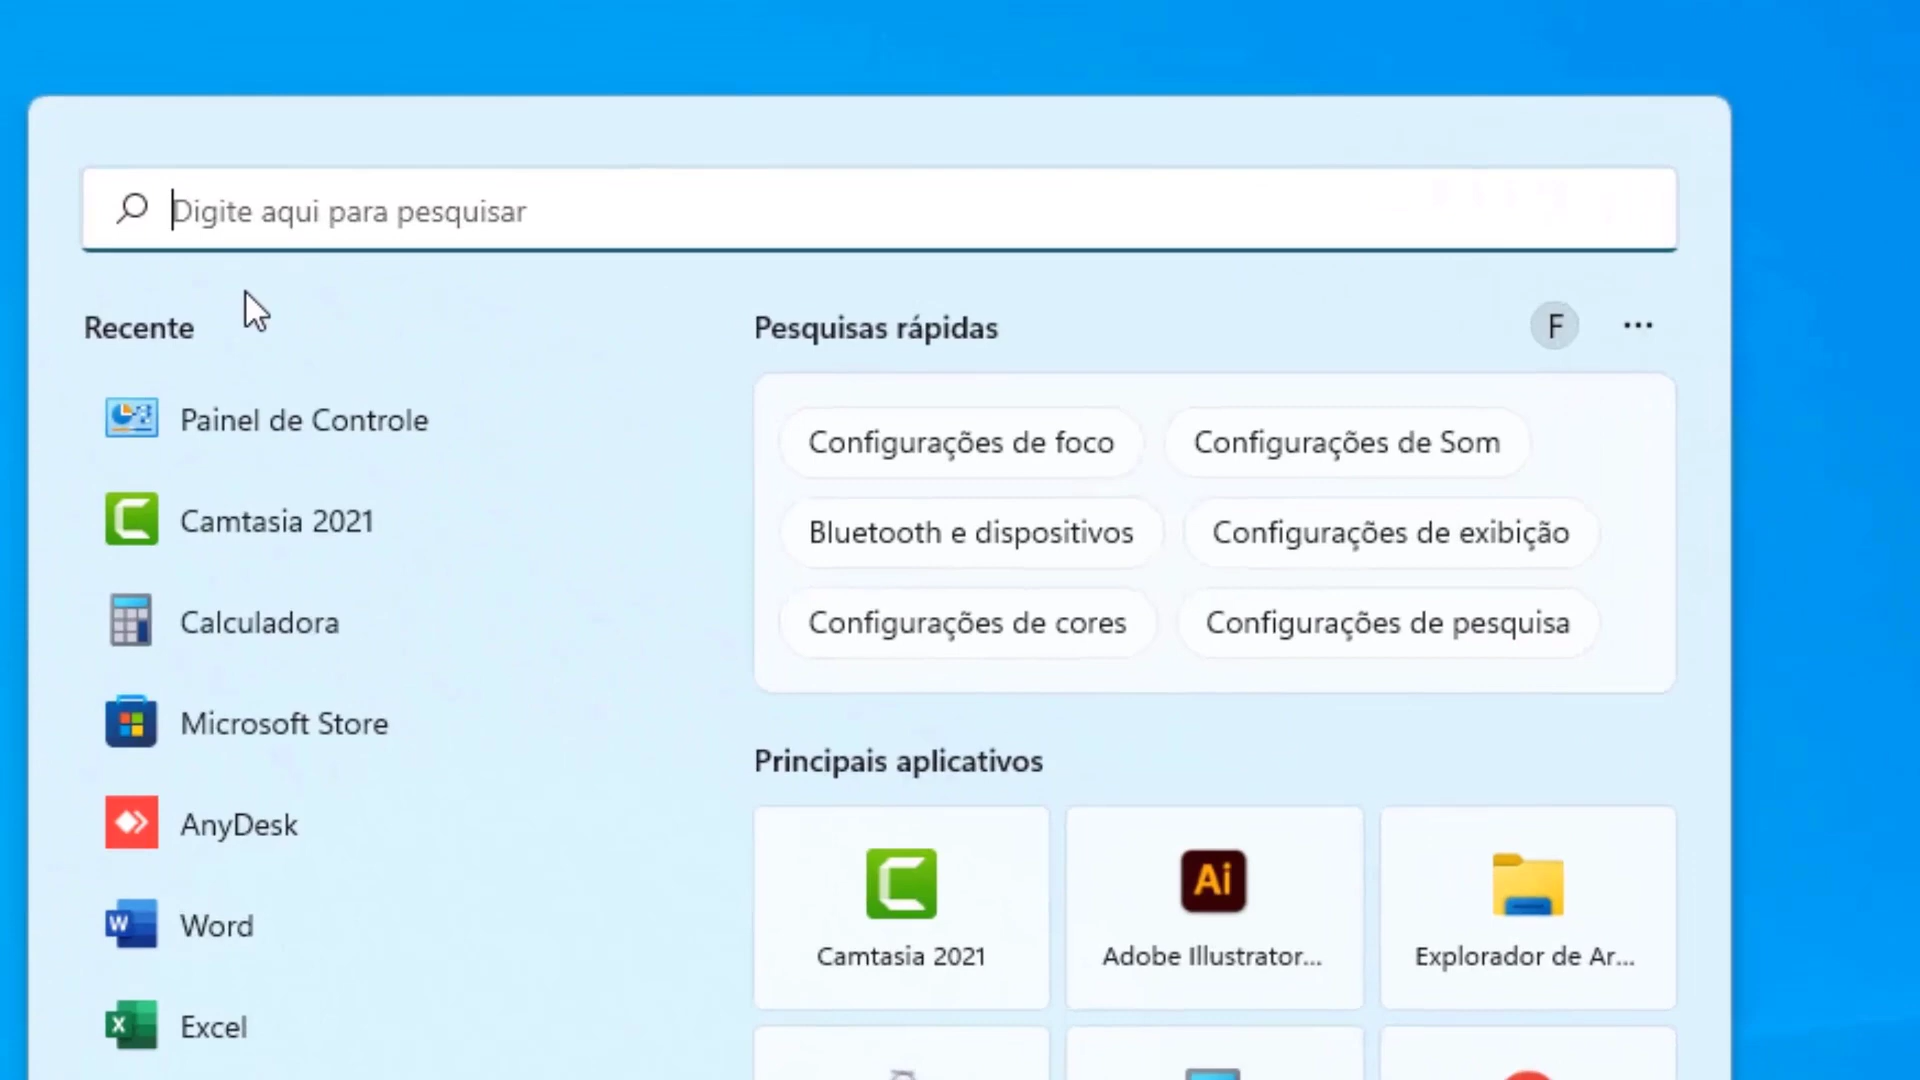 Digite aqui para pesquisar
Recente
Painel de Controle
Camtasia 2021
Calculadora
Microsoft Store
AnyDesk
Word
Excel
Pesquisas rápidas
F
Configurações de foco
Configurações de Som
Bluetooth e dispositivos
Configurações de exibição
Configurações de cores
Configurações de pesquisa
Principais aplicativos
Camtasia 2021
Ai
Adobe Illustrator...
Explorador de Ar...